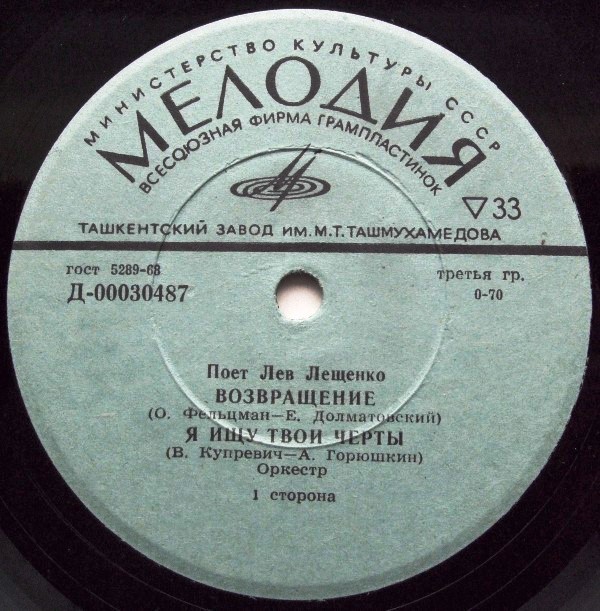 МИНИСТЕРСТВО КУЛЬТУРЫ СССР
МЕЛОДИЯ
ВСЕСОЮЗНАЯ ФИРМА ГРАМПЛАСТИНОК
▽33
ТАШКЕНТСКИЙ ЗАВОД ИМ.М.Т.ТАШМУХАМЕДОВА
гост 5289-68
третья гр.
Д-00030487
0-70
Поет Лев Лещенко
ВОЗВРАЩЕНИЕ
(О. Фельцман—Е. Долматовский)
Я ИЩУ ТВОИ ЧЕРТЫ
(В. Купревич—А. Горюшкин)
Оркестр
1 сторона